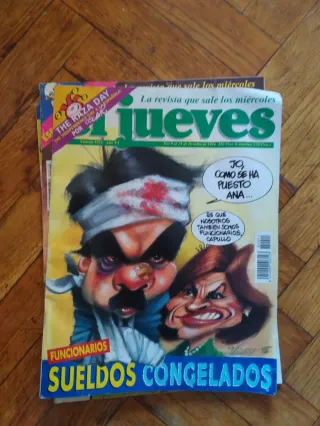 La revista que sale los miércoles
THE RAZA DAY
el jueves
JO,
COMO SE HA
PUESTO
ANA...
ES QUE
NOSOTROS
TAMBIÉN SOMOS
FUNCIONARIOS,
CAPULLO
FUNCIONARIOS
SUELDOS CONGELADOS